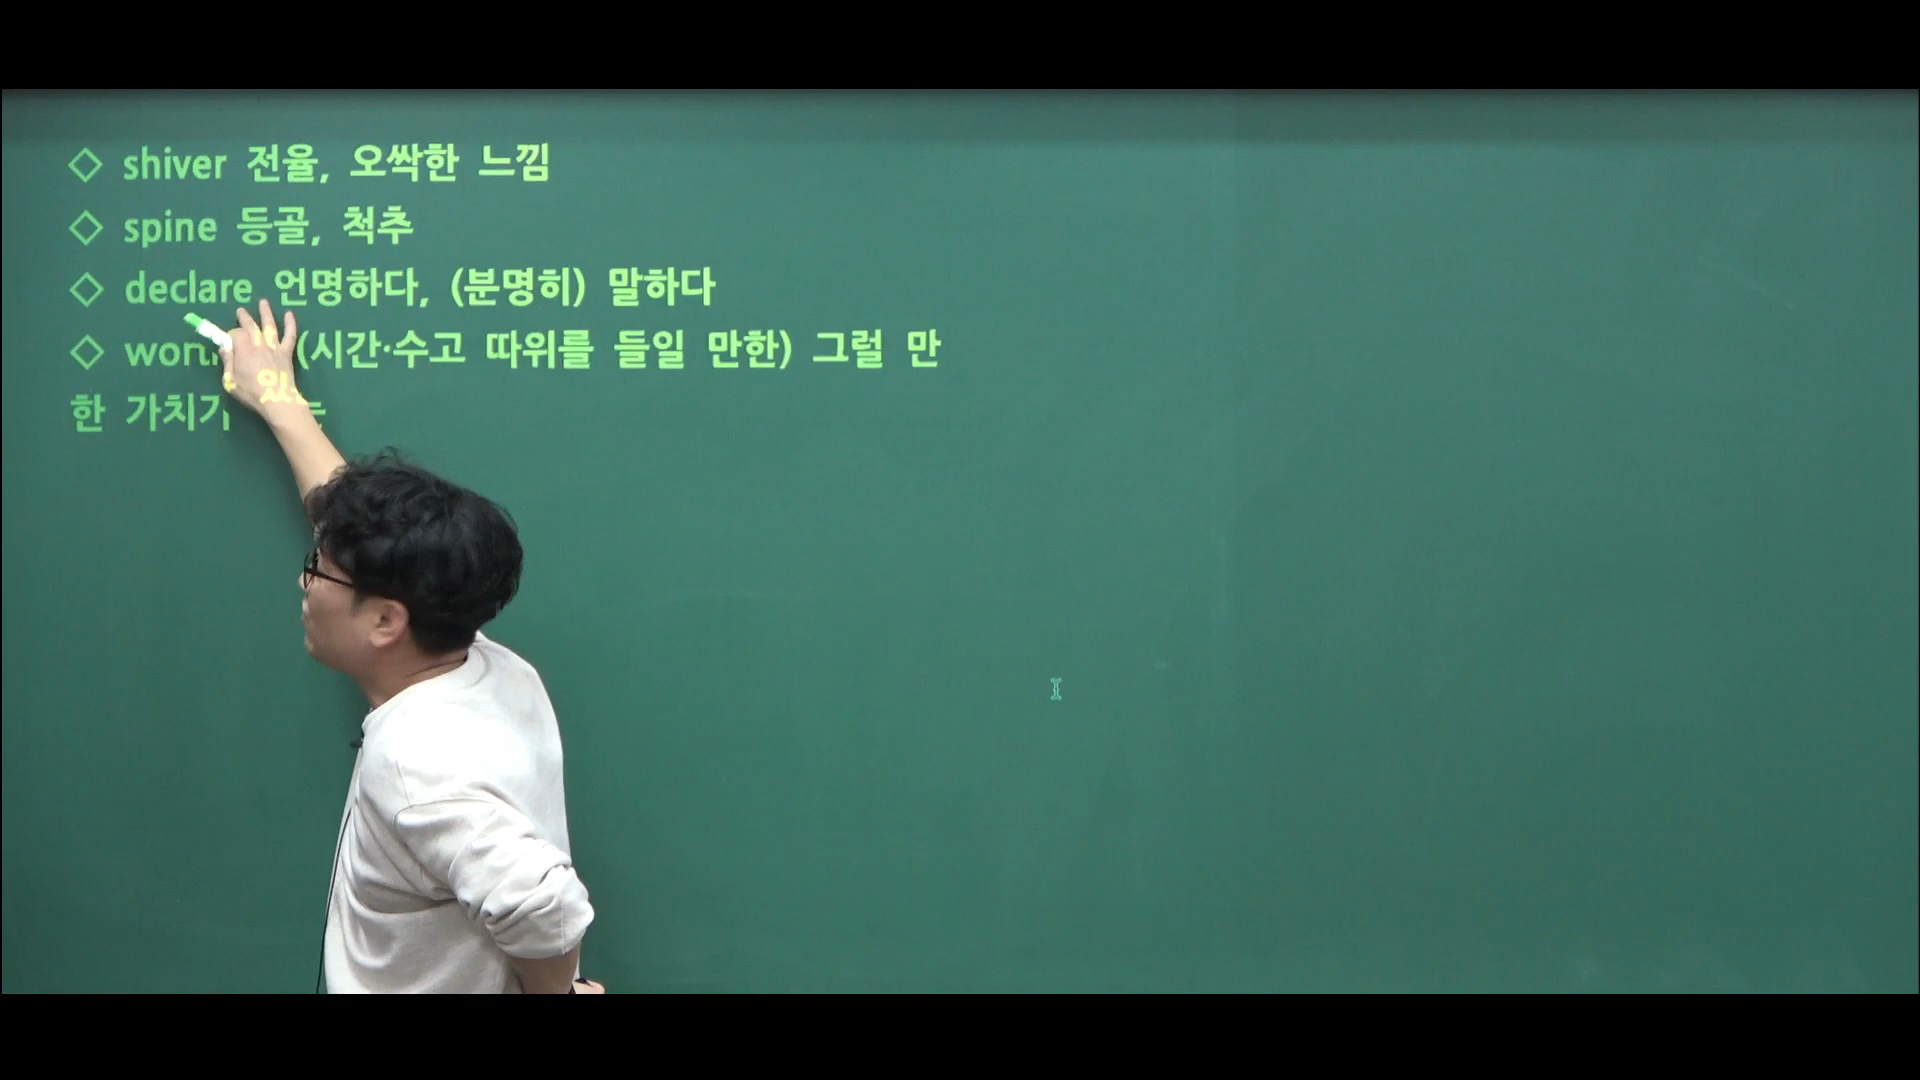 ◇ shiver 전율, 오싹한 느낌
◇ spine 등골, 척추
◇ declare 언명하다, (분명히) 말하다
◇ (시간·수고 따위를 들일 만한) 그럴 만
한 가치가 있는